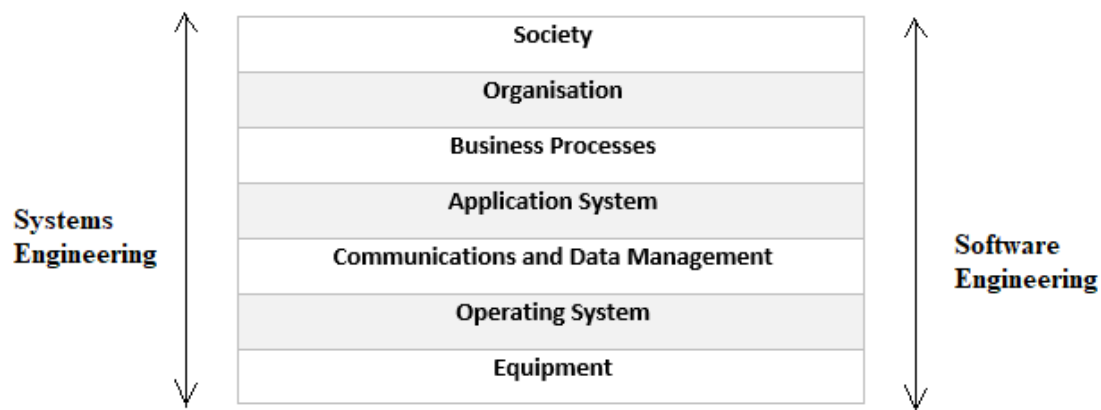 Society
Organisation
Business Processes
Application System
Systems
Engineering
Communications and Data Management
Software
Engineering
Operating System
Equipment